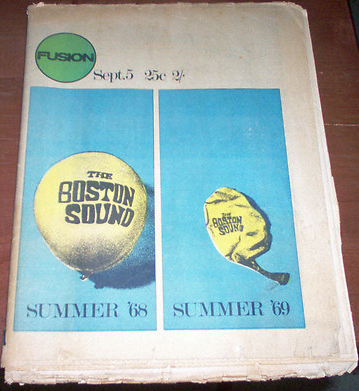 FUSION
Sept. 5 25c 2/-
THE
BOSTON
SOUND
SUMMER '68
THE
BOSTON
SOUND
SUMMER '69